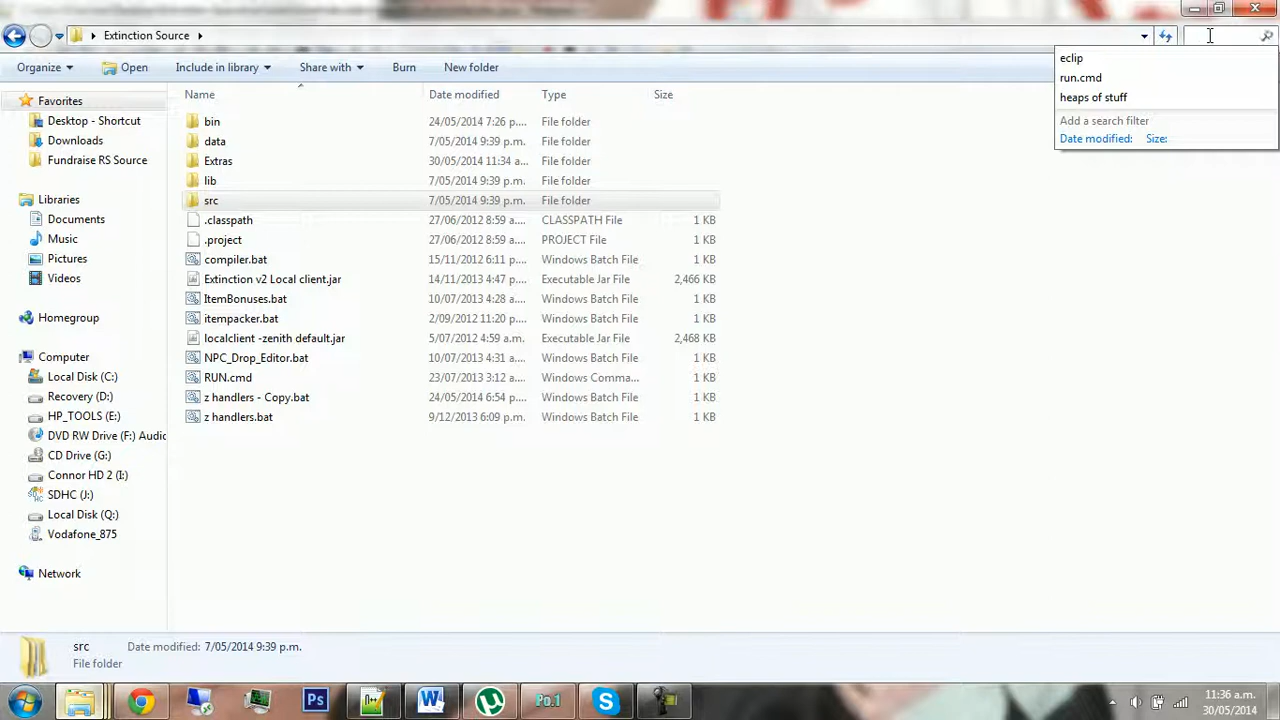 Extinction Source
Organize Open Include in library Share with Burn New folder
eclip
run.cmd
heaps of stuff
Add a search filter
Date modified: Size:
Name Date modified Type Size
Favorites
Desktop - Shortcut
Downloads
Fundraise RS Source
Libraries
Documents
Music
Pictures
Videos
Homegroup
Computer
Local Disk (C:)
Recovery (D:)
HP_TOOLS (E:)
DVD RW Drive (F:) Audio
CD Drive (G:)
Connor HD 2 (I:)
SDHC (J:)
Local Disk (Q:)
Vodafone_875
Network
bin 24/05/2014 7:26 p.... File folder
data 7/05/2014 9:39 p.m. File folder
Extras 30/05/2014 11:34 a... File folder
lib 7/05/2014 9:39 p.m. File folder
src 7/05/2014 9:39 p.m. File folder
.classpath 27/06/2012 8:59 a... CLASSPATH File 1 KB
.project 27/06/2012 8:59 a... PROJECT File 1 KB
compiler.bat 15/11/2012 6:11 p.... Windows Batch File 1 KB
Extinction v2 Local client.jar 14/11/2013 4:47 p.... Executable Jar File 2,466 KB
ItemBonuses.bat 10/07/2013 4:28 a.... Windows Batch File 1 KB
itempacker.bat 2/09/2012 11:20 p... Windows Batch File 1 KB
localclient -zenith default.jar 5/07/2012 4:59 a.m. Executable Jar File 2,468 KB
NPC_Drop_Editor.bat 10/07/2013 4:31 a.... Windows Batch File 1 KB
RUN.cmd 23/07/2013 3:12 a... Windows Comma... 1 KB
z handlers - Copy.bat 24/05/2014 6:54 p.... Windows Batch File 1 KB
z handlers.bat 9/12/2013 6:09 p.m. Windows Batch File 1 KB
src Date modified: 7/05/2014 9:39 p.m.
File folder
Ps
W
Po.1
11:36 a.m.
30/05/2014